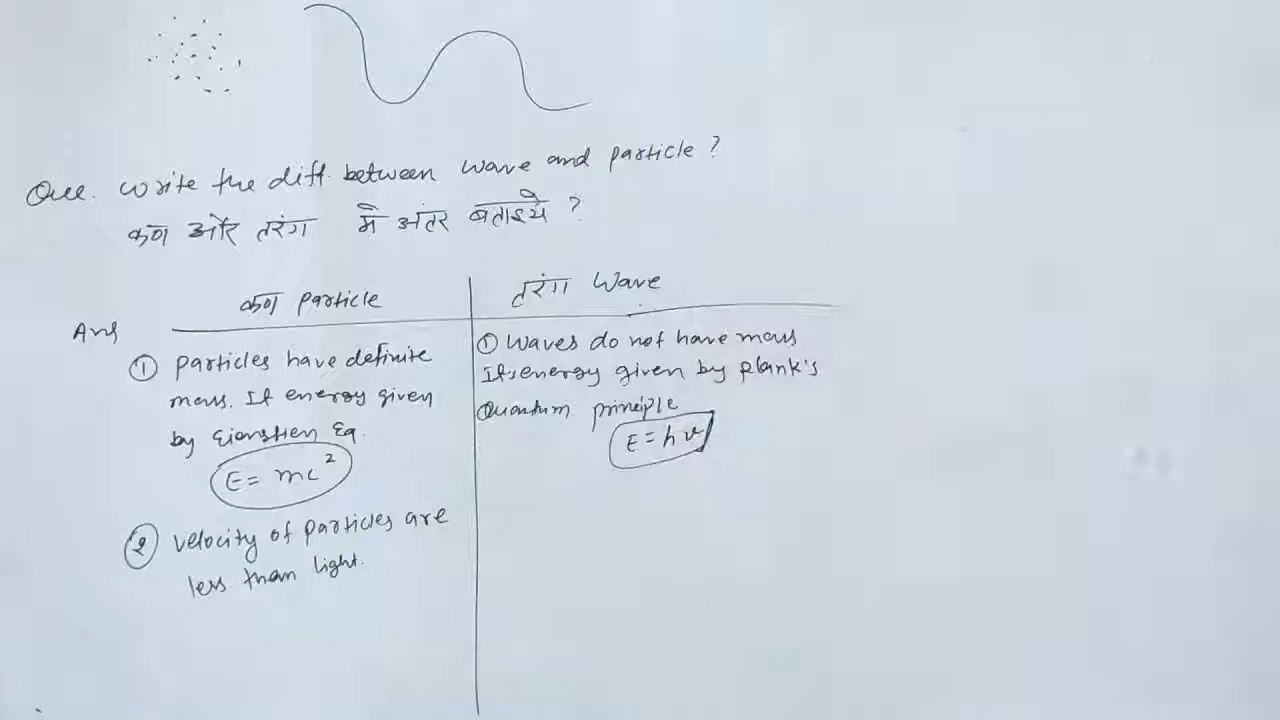 Que. Write the diff. between wave and particle ?
कण और तरंग मे अंतर बताइये ?
कण Particle
तरंग Wave
Ans
① Particles have definite
mass. It energy given
by Eienstien Eq.
E = mc²
② velocity of particles are
less than light.
① Waves do not have mass
It's energy given by plank's
Quantum principle
E = hν